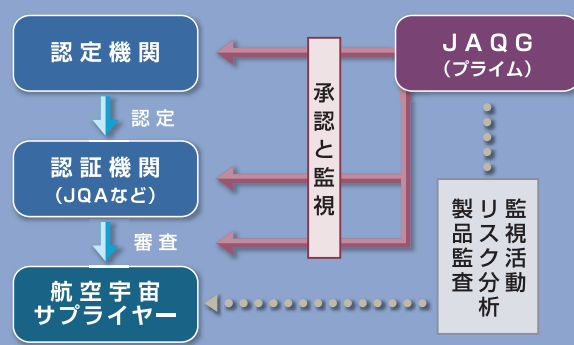 認定機関
JAQG
(プライム)
承認と監視
認定
認証機関
(JQAなど)
審査
監視活動
リスク分析
製品監査
航空宇宙
サプライヤー